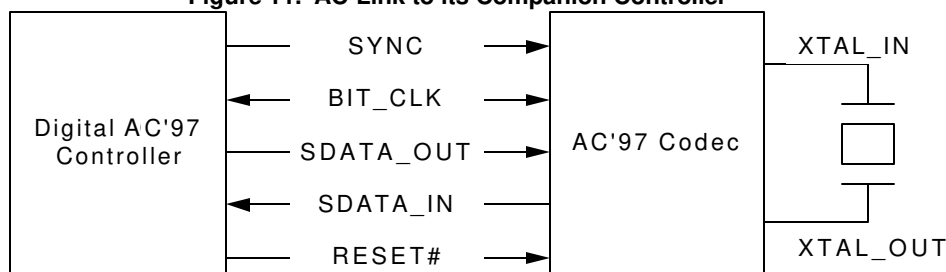 Figure 11. AC-Link to its Companion Controller
SYNC
XTAL_IN
BIT_CLK
Digital AC'97
Controller
SDATA_OUT
AC'97 Codec
SDATA_IN
RESET#
XTAL_OUT